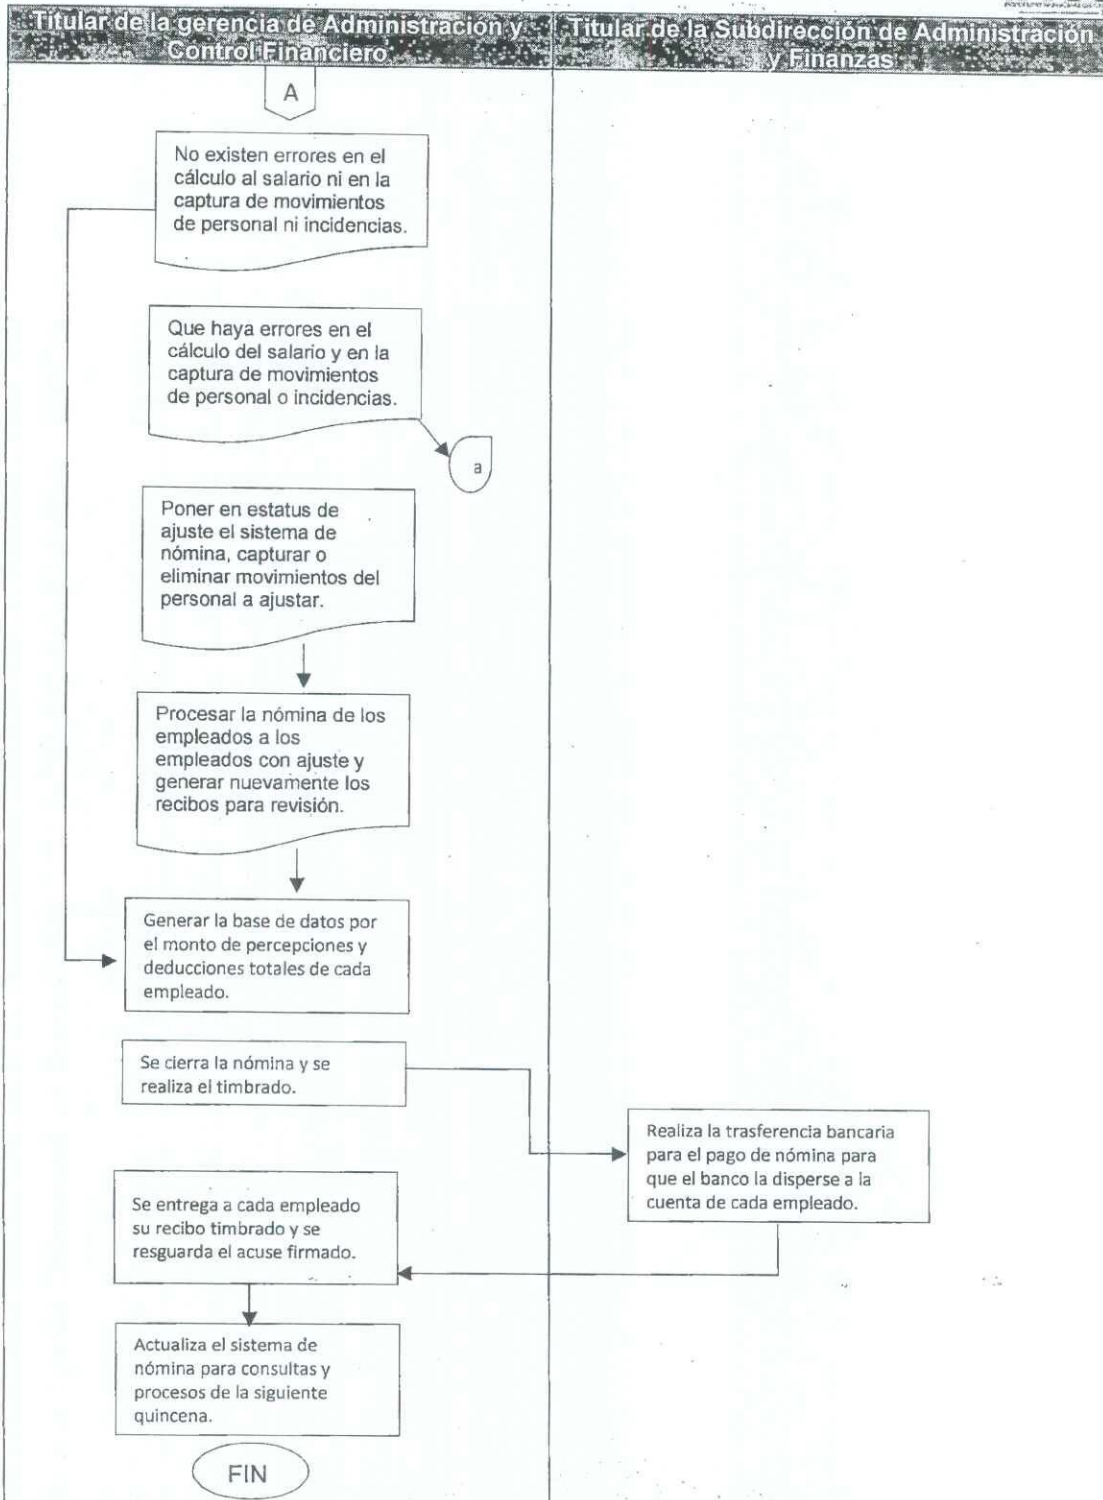 Titular de la gerencia de Administración y
Control Financiero
Titular de la Subdirección de Administración
y Finanzas
A
No existen errores en el
cálculo al salario ni en la
captura de movimientos
de personal ni incidencias.
Que haya errores en el
cálculo del salario y en la
captura de movimientos
de personal o incidencias.
a
Poner en estatus de
ajuste el sistema de
nómina, capturar o
eliminar movimientos del
personal a ajustar.
Procesar la nómina de los
empleados a los
empleados con ajuste y
generar nuevamente los
recibos para revisión.
Generar la base de datos por
el monto de percepciones y
deducciones totales de cada
empleado.
Se cierra la nómina y se
realiza el timbrado.
Realiza la trasferencia bancaria
para el pago de nómina para
que el banco la disperse a la
cuenta de cada empleado.
Se entrega a cada empleado
su recibo timbrado y se
resguarda el acuse firmado.
Actualiza el sistema de
nómina para consultas y
procesos de la siguiente
quincena.
FIN